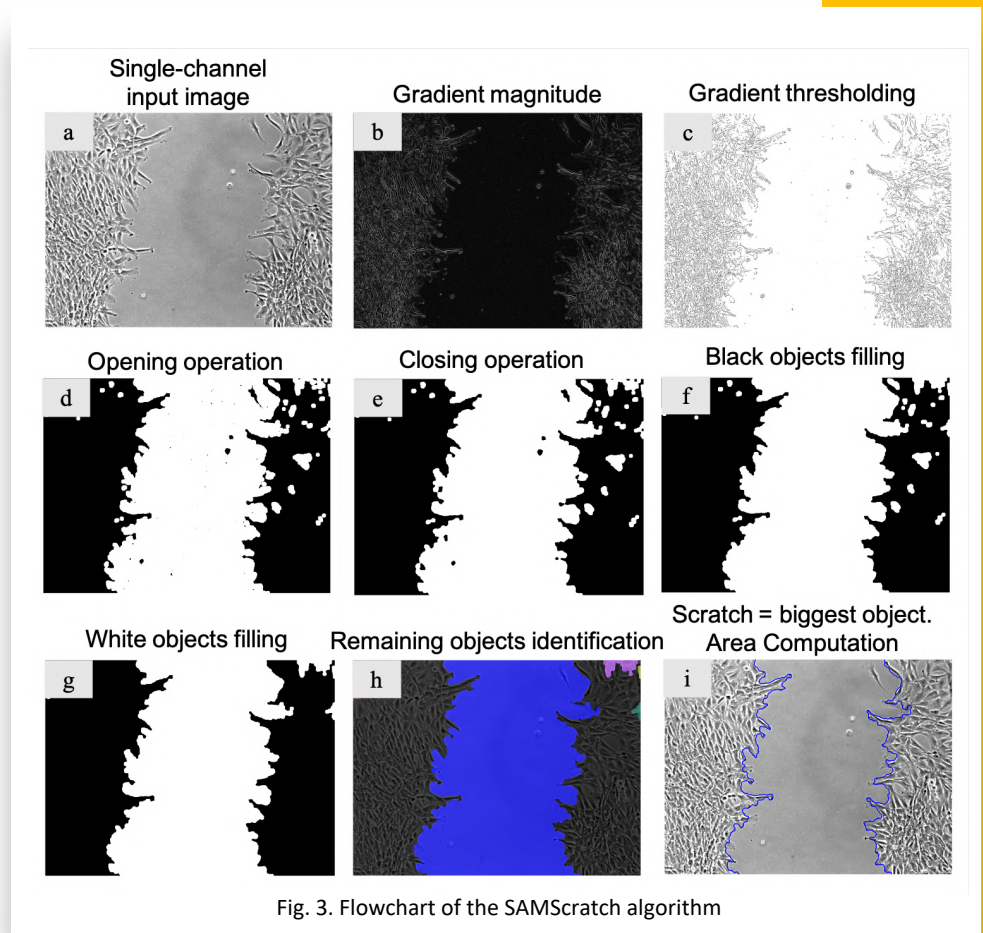 Single-channel
input image
Gradient magnitude
Gradient thresholding
a
b
c
Opening operation
Closing operation
Black objects filling
d
e
f
White objects filling
Remaining objects identification
Scratch = biggest object.
Area Computation
g
h
i
Fig. 3. Flowchart of the SAMScratch algorithm